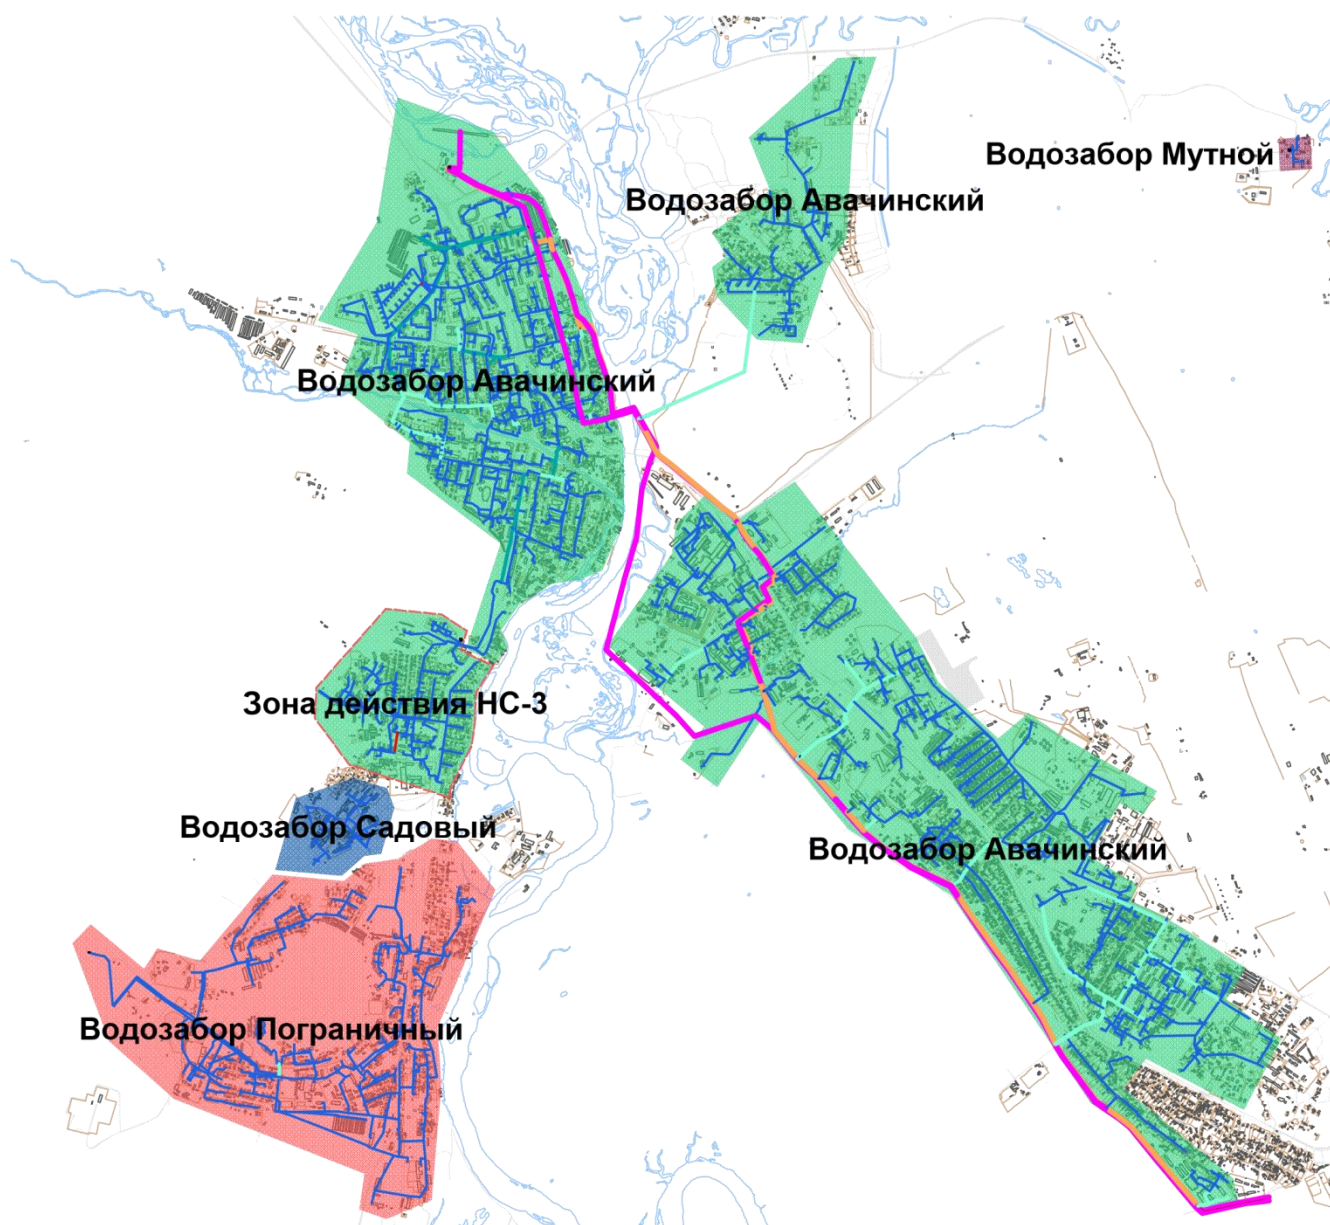 Водозабор Мутной
Водозабор Авачинский
Водозабор Авачинский
Зона действия НС-3
Водозабор Садовый
Водозабор Авачинский
Водозабор Пограничный